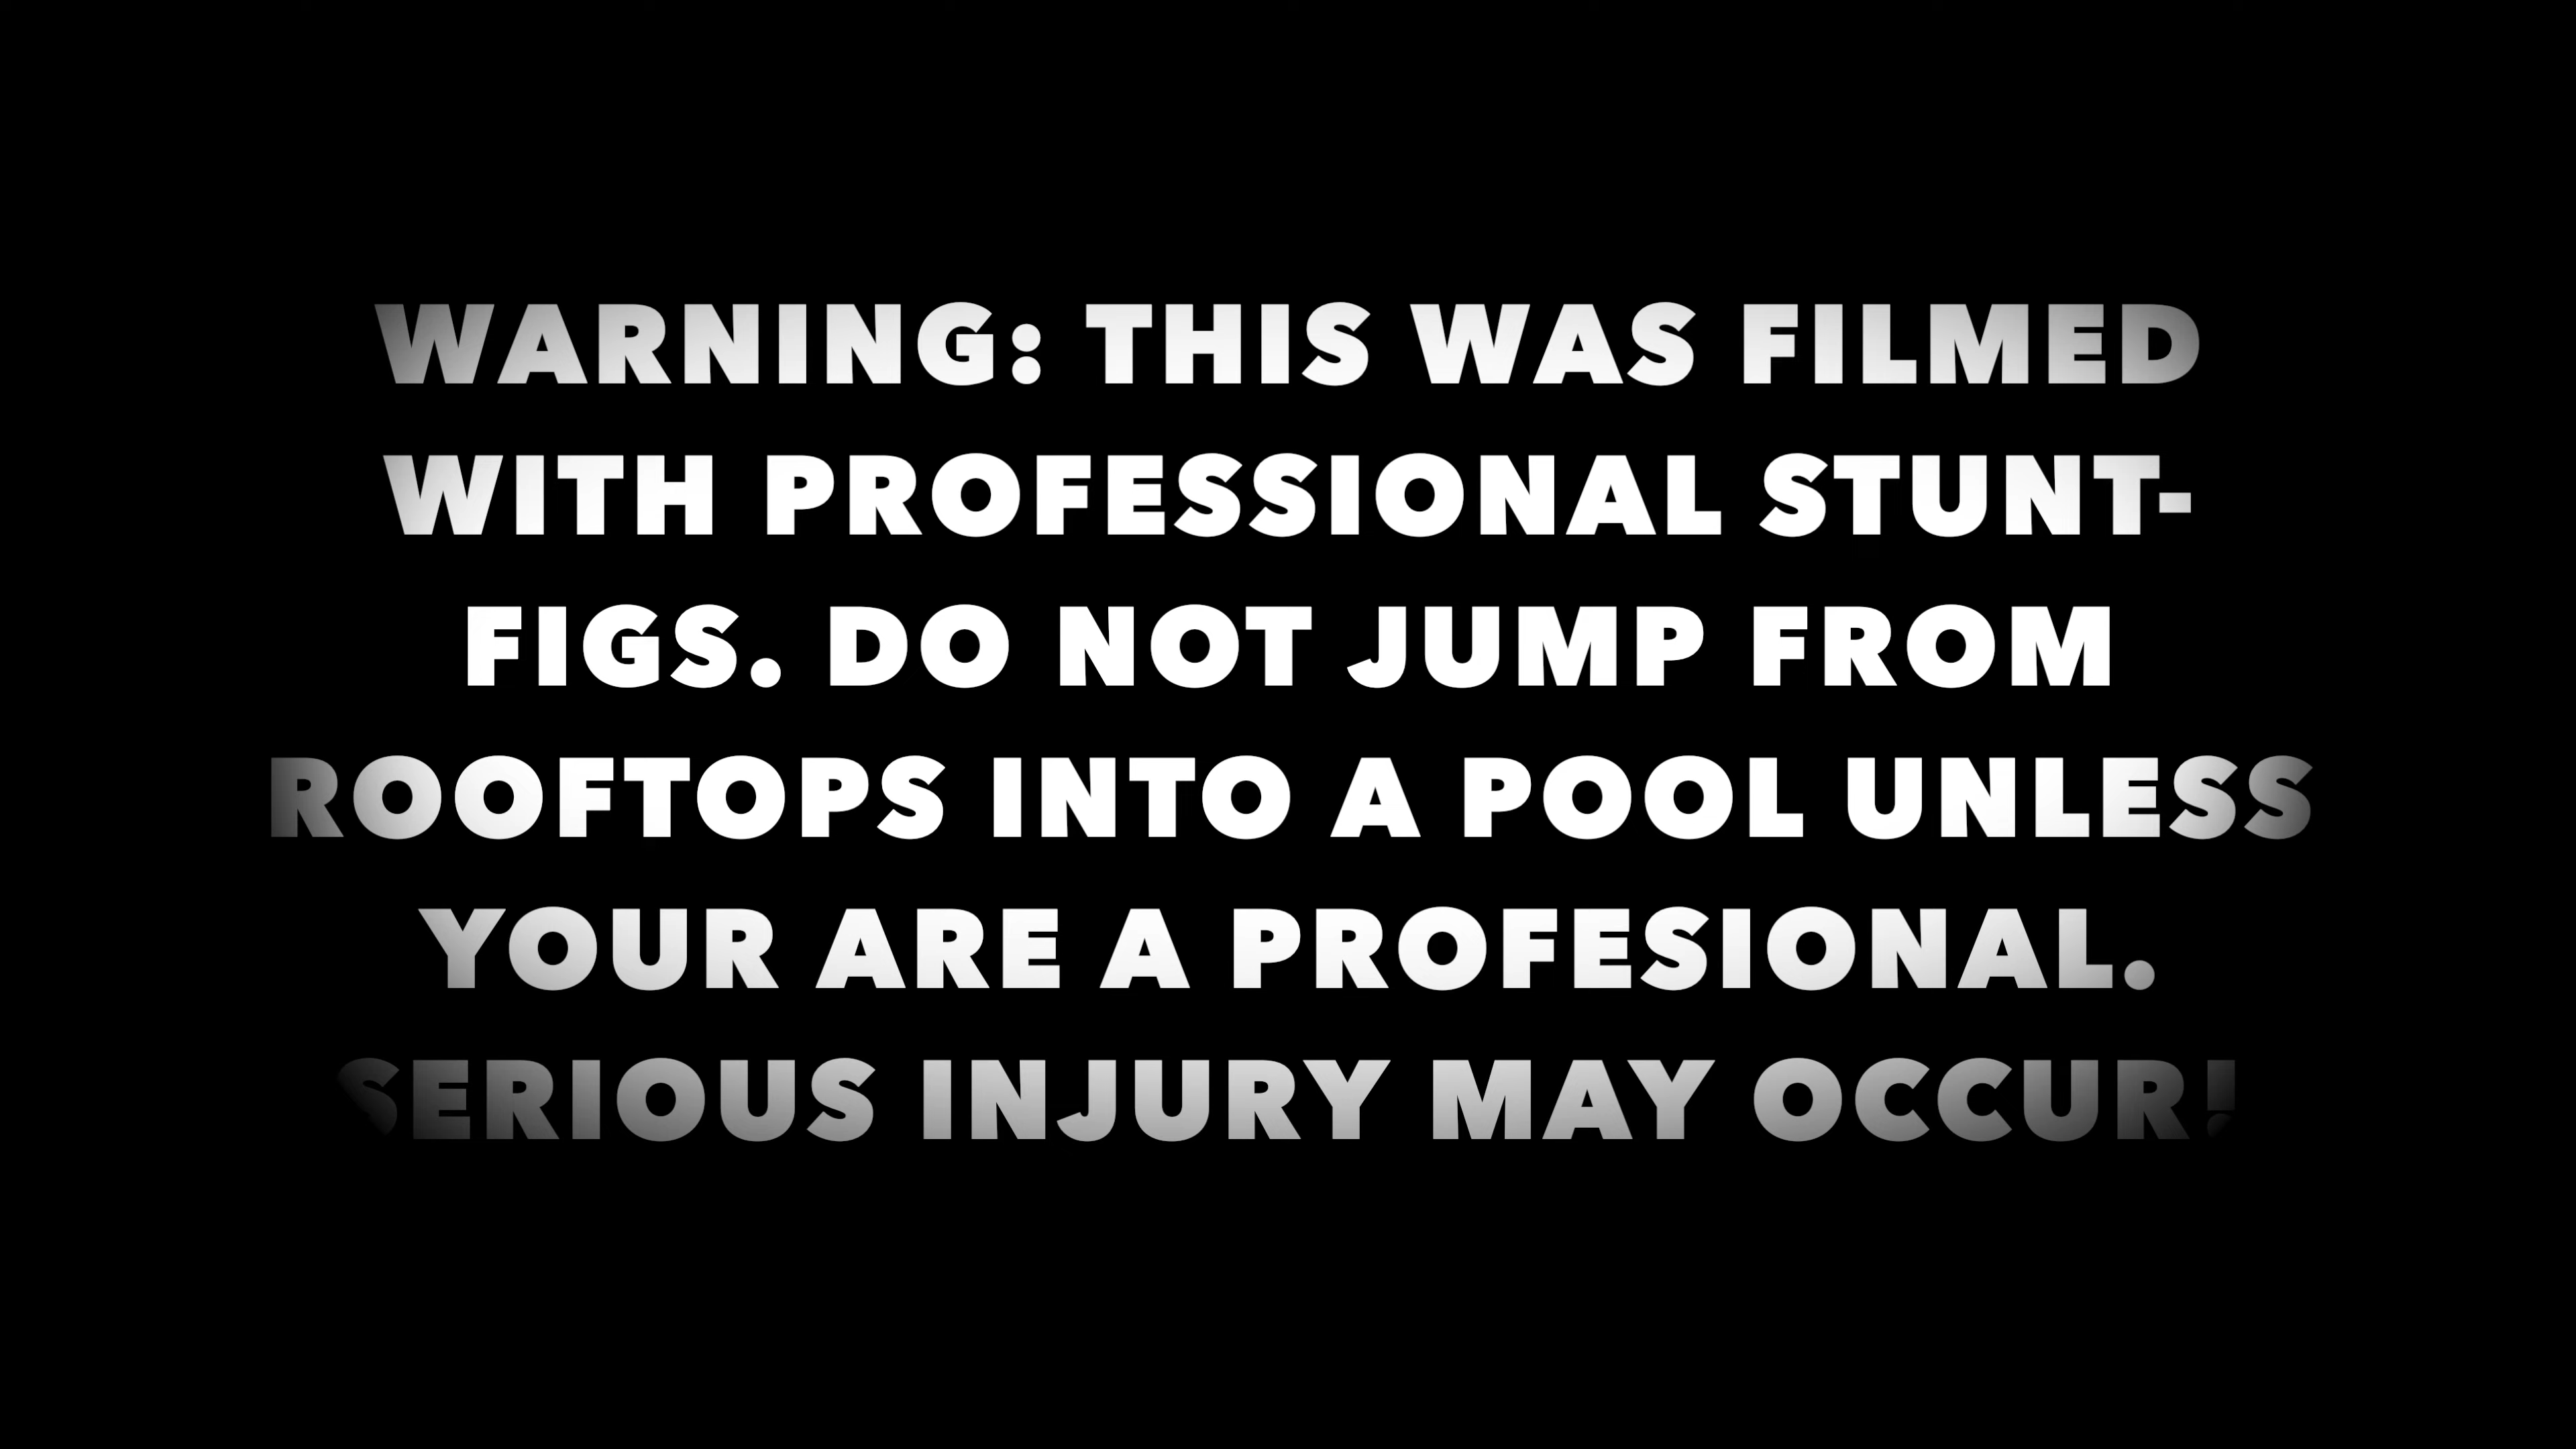 WARNING: THIS WAS FILMED
WITH PROFESSIONAL STUNT-
FIGS. DO NOT JUMP FROM
ROOFTOPS INTO A POOL UNLESS
YOUR ARE A PROFESIONAL.
SERIOUS INJURY MAY OCCUR!